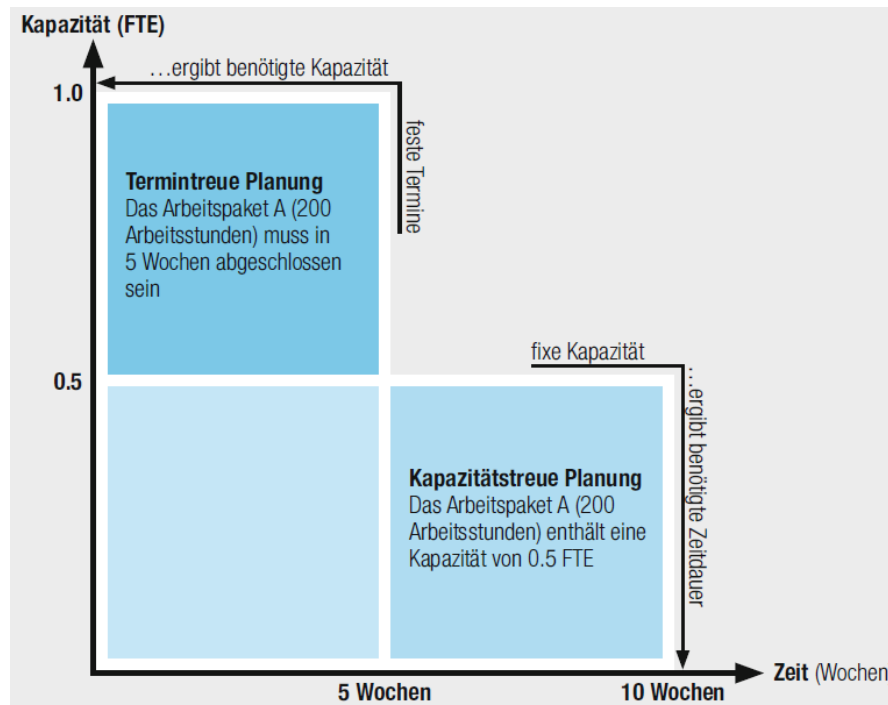 Kapazität (FTE)
…ergibt benötigte Kapazität
1.0
feste Termine
Termintreue Planung
Das Arbeitspaket A (200
Arbeitsstunden) muss in
5 Wochen abgeschlossen
sein
fixe Kapazität
0.5
…ergibt benötigte Zeitdauer
Kapazitätstreue Planung
Das Arbeitspaket A (200
Arbeitsstunden) enthält eine
Kapazität von 0.5 FTE
Zeit (Wochen
5 Wochen
10 Wochen